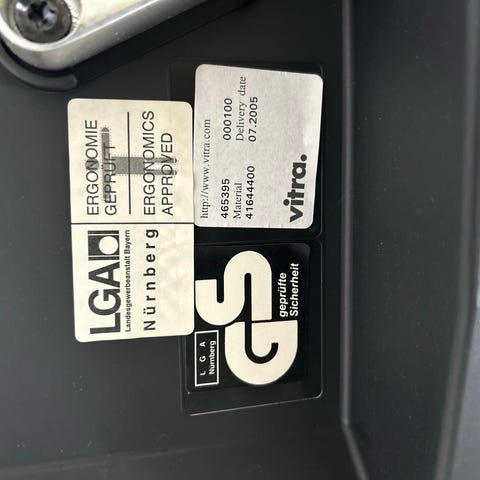 LGA
Landesgewerbeanstalt Bayern
Nürnberg
ERGONOMIE
GEPRÜFT
ERGONOMICS
APPROVED
http://www.vitra.com
465395 000100
Material Delivery date
41644400 07.2005
vitra.
LGA
Nürnberg
GS
geprüfte
Sicherheit